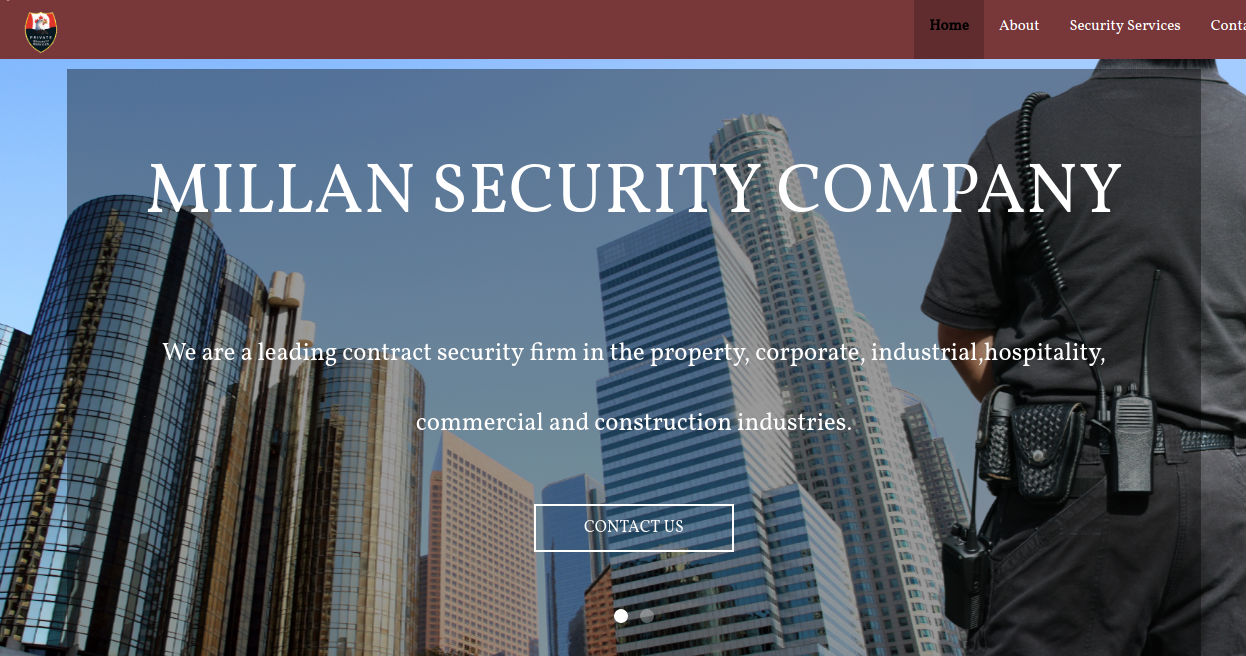 PRIVATE
Home About Security Services Conta
MILLAN SECURITY COMPANY
We are a leading contract security firm in the property, corporate, industrial,hospitality,
commercial and construction industries.
CONTACT US